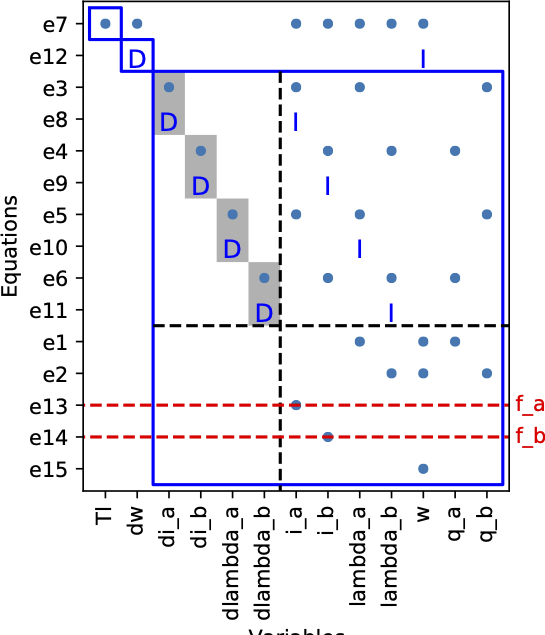 e7
e12 D I
e3
e8 D I
e4
e9 D I
e5
e10 D I
e6
e11 D I
e1
e2
e13 f_a
e14 f_b
e15
Equations
Tl dw di_a di_b dlambda_a dlambda_b i_a i_b lambda_a lambda_b w q_a q_b
Variables